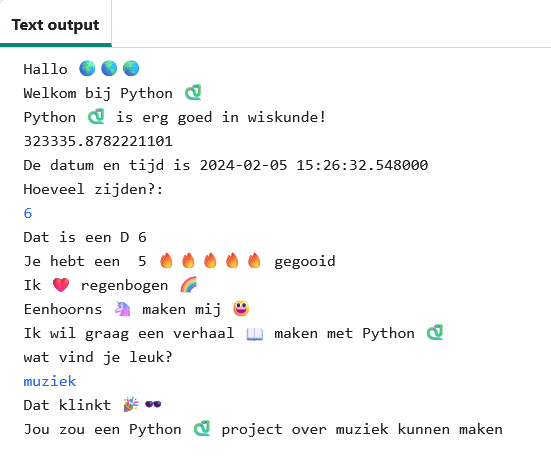 Text output
Hallo 🌍🌎🌏
Welkom bij Python 🐍
Python 🐍 is erg goed in wiskunde!
323335.8782221101
De datum en tijd is 2024-02-05 15:26:32.548000
Hoeveel zijden?:
6
Dat is een D 6
Je hebt een  5 🔥🔥🔥🔥🔥 gegooid
Ik ❤️ regenbogen 🌈
Eenhoorns 🦄 maken mij 😃
Ik wil graag een verhaal 📖 maken met Python 🐍
wat vind je leuk?
muziek
Dat klinkt 🎉🕶️
Jou zou een Python 🐍 project over muziek kunnen maken